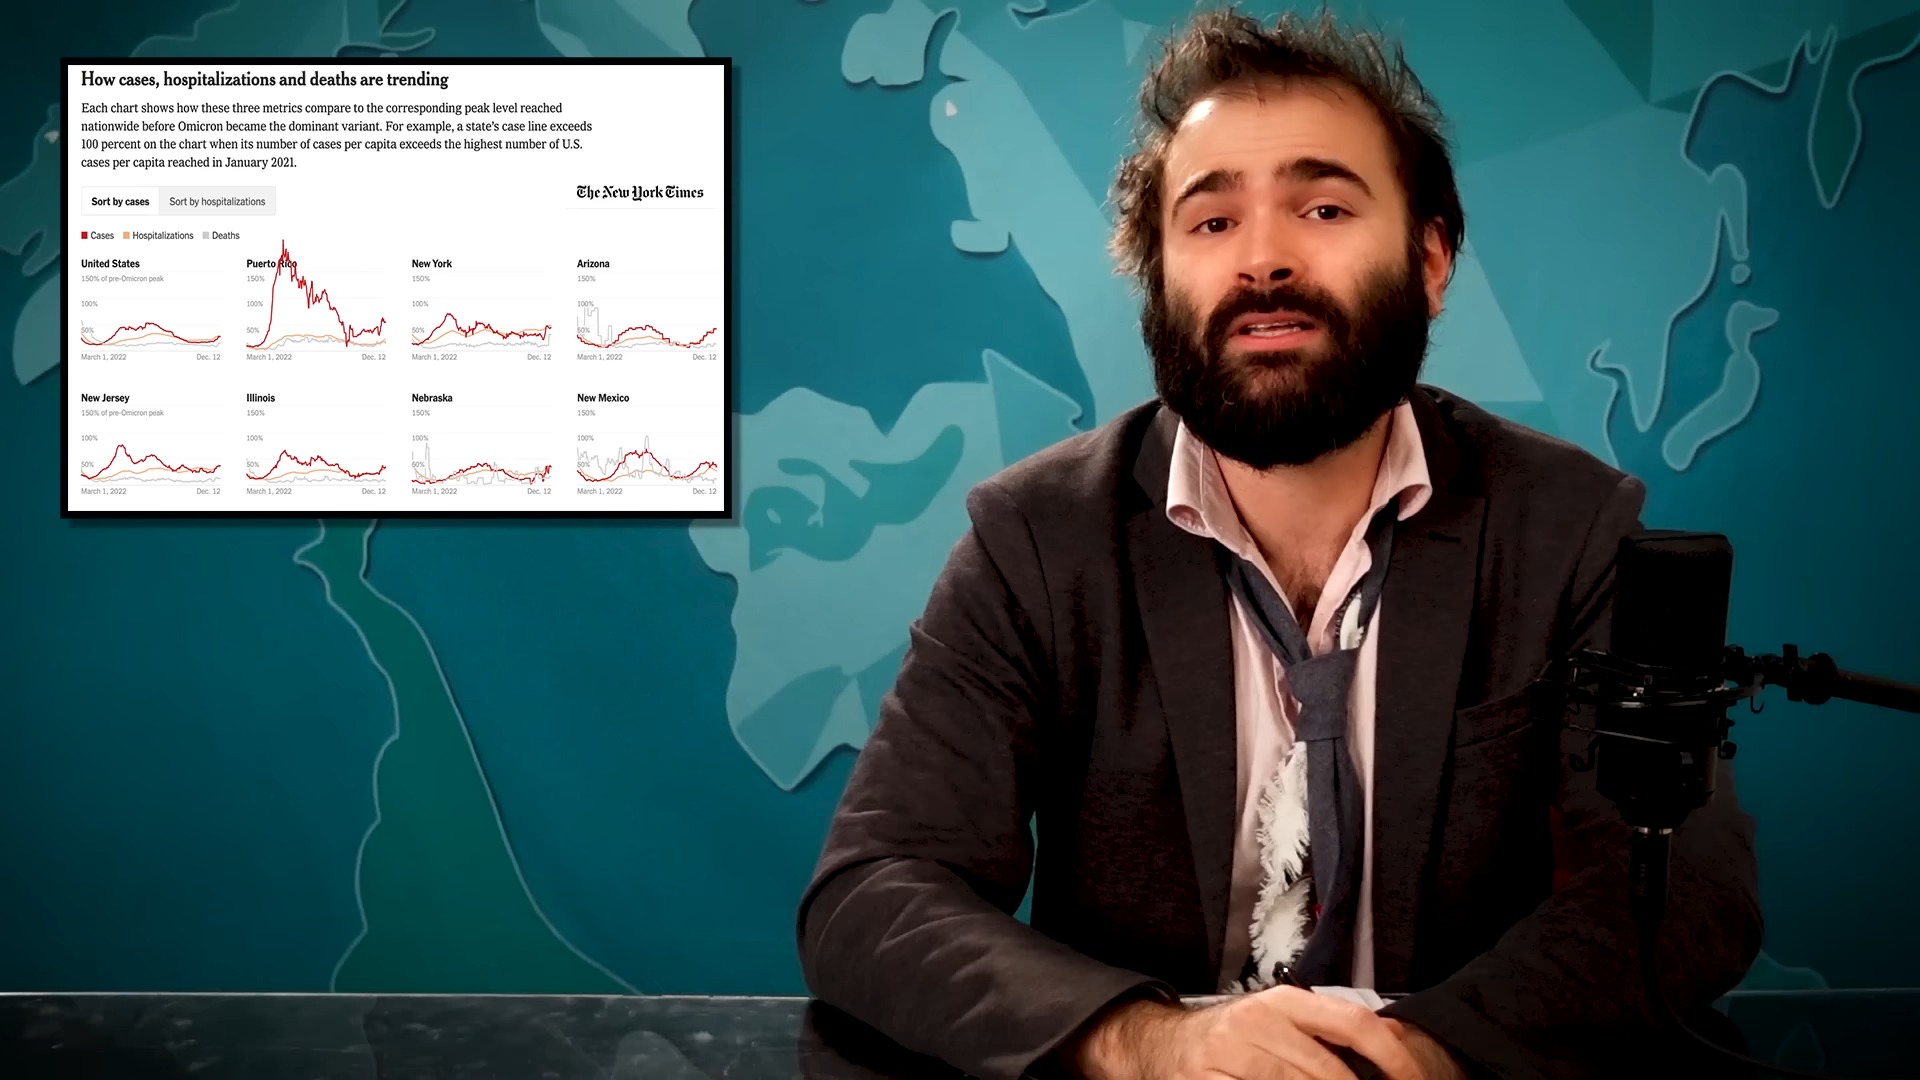 How cases, hospitalizations and deaths are trending
Each chart shows how these three metrics compare to the corresponding peak level reached
nationwide before Omicron became the dominant variant. For example, a state's case line exceeds
100 percent on the chart when its number of cases per capita exceeds the highest number of U.S.
cases per capita reached in January 2021.
The New York Times
Sort by cases Sort by hospitalizations
Cases Hospitalizations Deaths
United States Puerto Rico New York Arizona
150% of pre-Omicron peak 150% 150% 150%
100% 100% 100% 100%
50% 50% 50% 50%
March 1, 2022 Dec. 12 March 1, 2022 Dec. 12 March 1, 2022 Dec. 12 March 1, 2022 Dec. 12
New Jersey Illinois Nebraska New Mexico
150% of pre-Omicron peak 150% 150% 150%
100% 100% 100% 100%
50% 50% 50% 50%
March 1, 2022 Dec. 12 March 1, 2022 Dec. 12 March 1, 2022 Dec. 12 March 1, 2022 Dec. 12